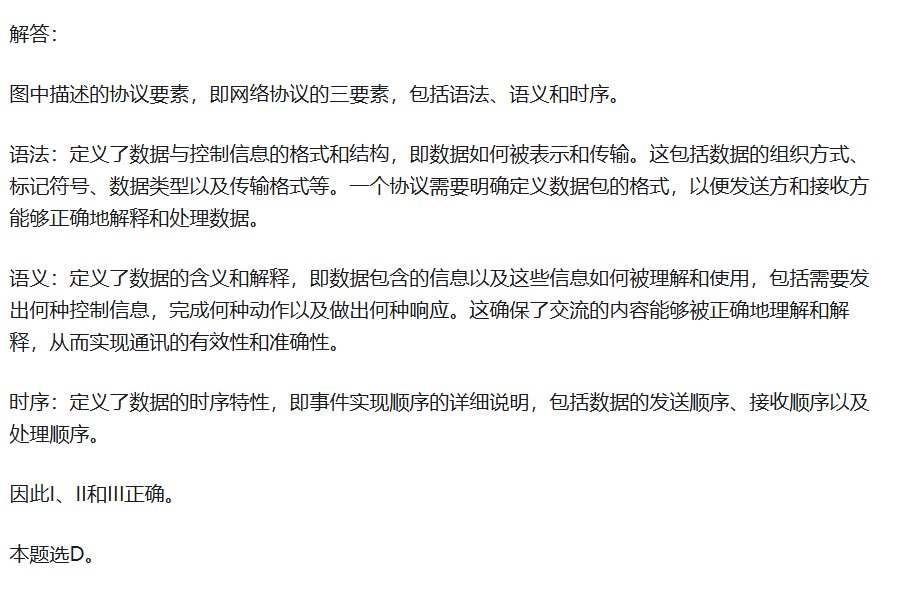 解答：
图中描述的协议要素，即网络协议的三要素，包括语法、语义和时序。
语法：定义了数据与控制信息的格式和结构，即数据如何被表示和传输。这包括数据的组织方式、
标记符号、数据类型以及传输格式等。一个协议需要明确定义数据包的格式，以便发送方和接收方
能够正确地解释和处理数据。
语义：定义了数据的含义和解释，即数据包含的信息以及这些信息如何被理解和使用，包括需要发
出何种控制信息，完成何种动作以及做出何种响应。这确保了交流的内容能够被正确地理解和解
释，从而实现通讯的有效性和准确性。
时序：定义了数据的时序特性，即事件实现顺序的详细说明，包括数据的发送顺序、接收顺序以及
处理顺序。
因此I、II和III正确。
本题选D。